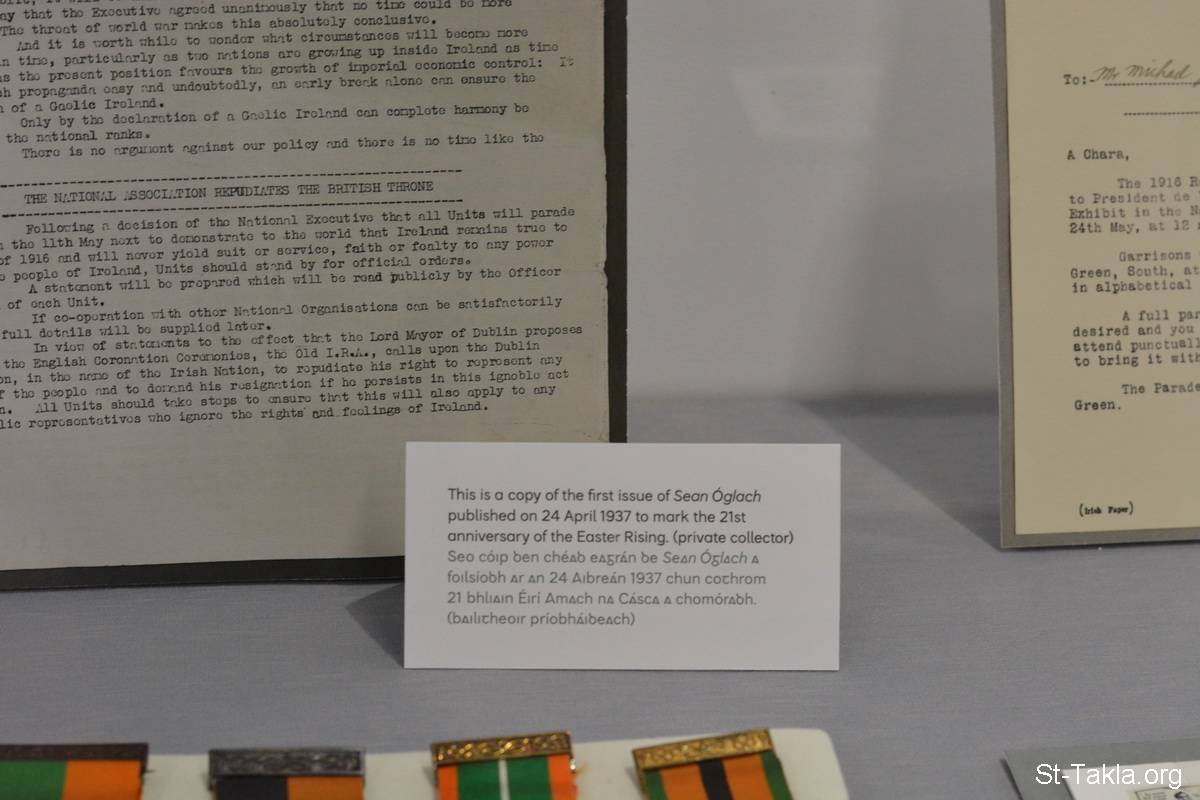 ay that the Executive agreed unanimously that no time could be more
The threat of world war makes this absolutely conclusive.
And it is worth while to wonder what circumstances will become more
n time, particularly as two nations are growing up inside Ireland as time
s the present position favours the growth of imperial economic control: It
sh propaganda easy and undoubtedly, an early break alone can ensure the
n of a Gaelic Ireland.
Only by the declaration of a Gaelic Ireland can complete harmony be
the national ranks.
There is no argument against our policy and there is no time like the
THE NATIONAL ASSOCIATION REPUDIATES THE BRITISH THRONE
Following a decision of the National Executive that all Units will parade
n the 11th May next to demonstrate to the world that Ireland remains true to
of 1916 and will never yield suit or service, faith or fealty to any power
e people of Ireland, Units should stand by for official orders.
A statement will be prepared which will be read publicly by the Officer
of each Unit.
If co-operation with other National Organisations can be satisfactorily
full details will be supplied later.
In view of statements to the effect that the Lord Mayor of Dublin proposes
the English Coronation Ceremonies, the Old I.R.A., calls upon the Dublin
on, in the name of the Irish Nation, to repudiate his right to represent any
f the people and to demand his resignation if he persists in this ignoble act
n. All Units should take steps to ensure that this will also apply to any
lic representatives who ignore the rights and feelings of Ireland.
To: Mr Michael
A Chara,
The 1916 R
to President de
Exhibit in the N
24th May, at 12
Garrisons
Green, South, at
in alphabetical
A full par
desired and you
attend punctuall
to bring it with
The Parade
Green.
(Irish Paper)
This is a copy of the first issue of Sean Óglach
published on 24 April 1937 to mark the 21st
anniversary of the Easter Rising. (private collector)
Seo cóip den chéad eagrán de Sean Óglach a
foilsíodh ar an 24 Aibreán 1937 chun cothrom
21 bhliain Éirí Amach na Cásca a chomóradh.
(bailitheoir príobháideach)
St-Takla.org